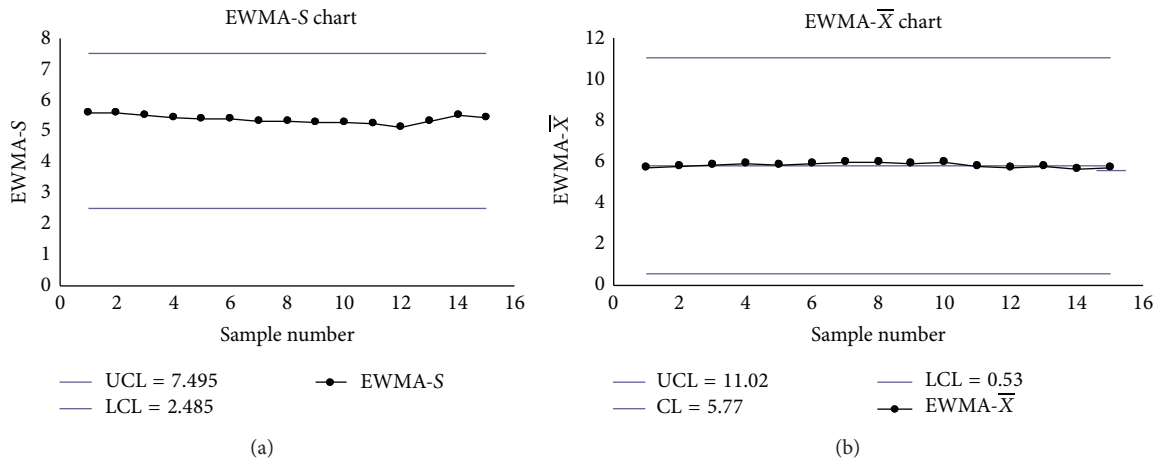 EWMA-S chart
8
7
6
5
4
3
2
1
0
EWMA-S
0 2 4 6 8 10 12 14 16
Sample number
UCL = 7.495
LCL = 2.485
EWMA-S
(a)
EWMA-X̅ chart
12
10
8
6
4
2
0
EWMA-X̅
0 2 4 6 8 10 12 14 16
Sample number
UCL = 11.02
CL = 5.77
LCL = 0.53
EWMA-X̅
(b)